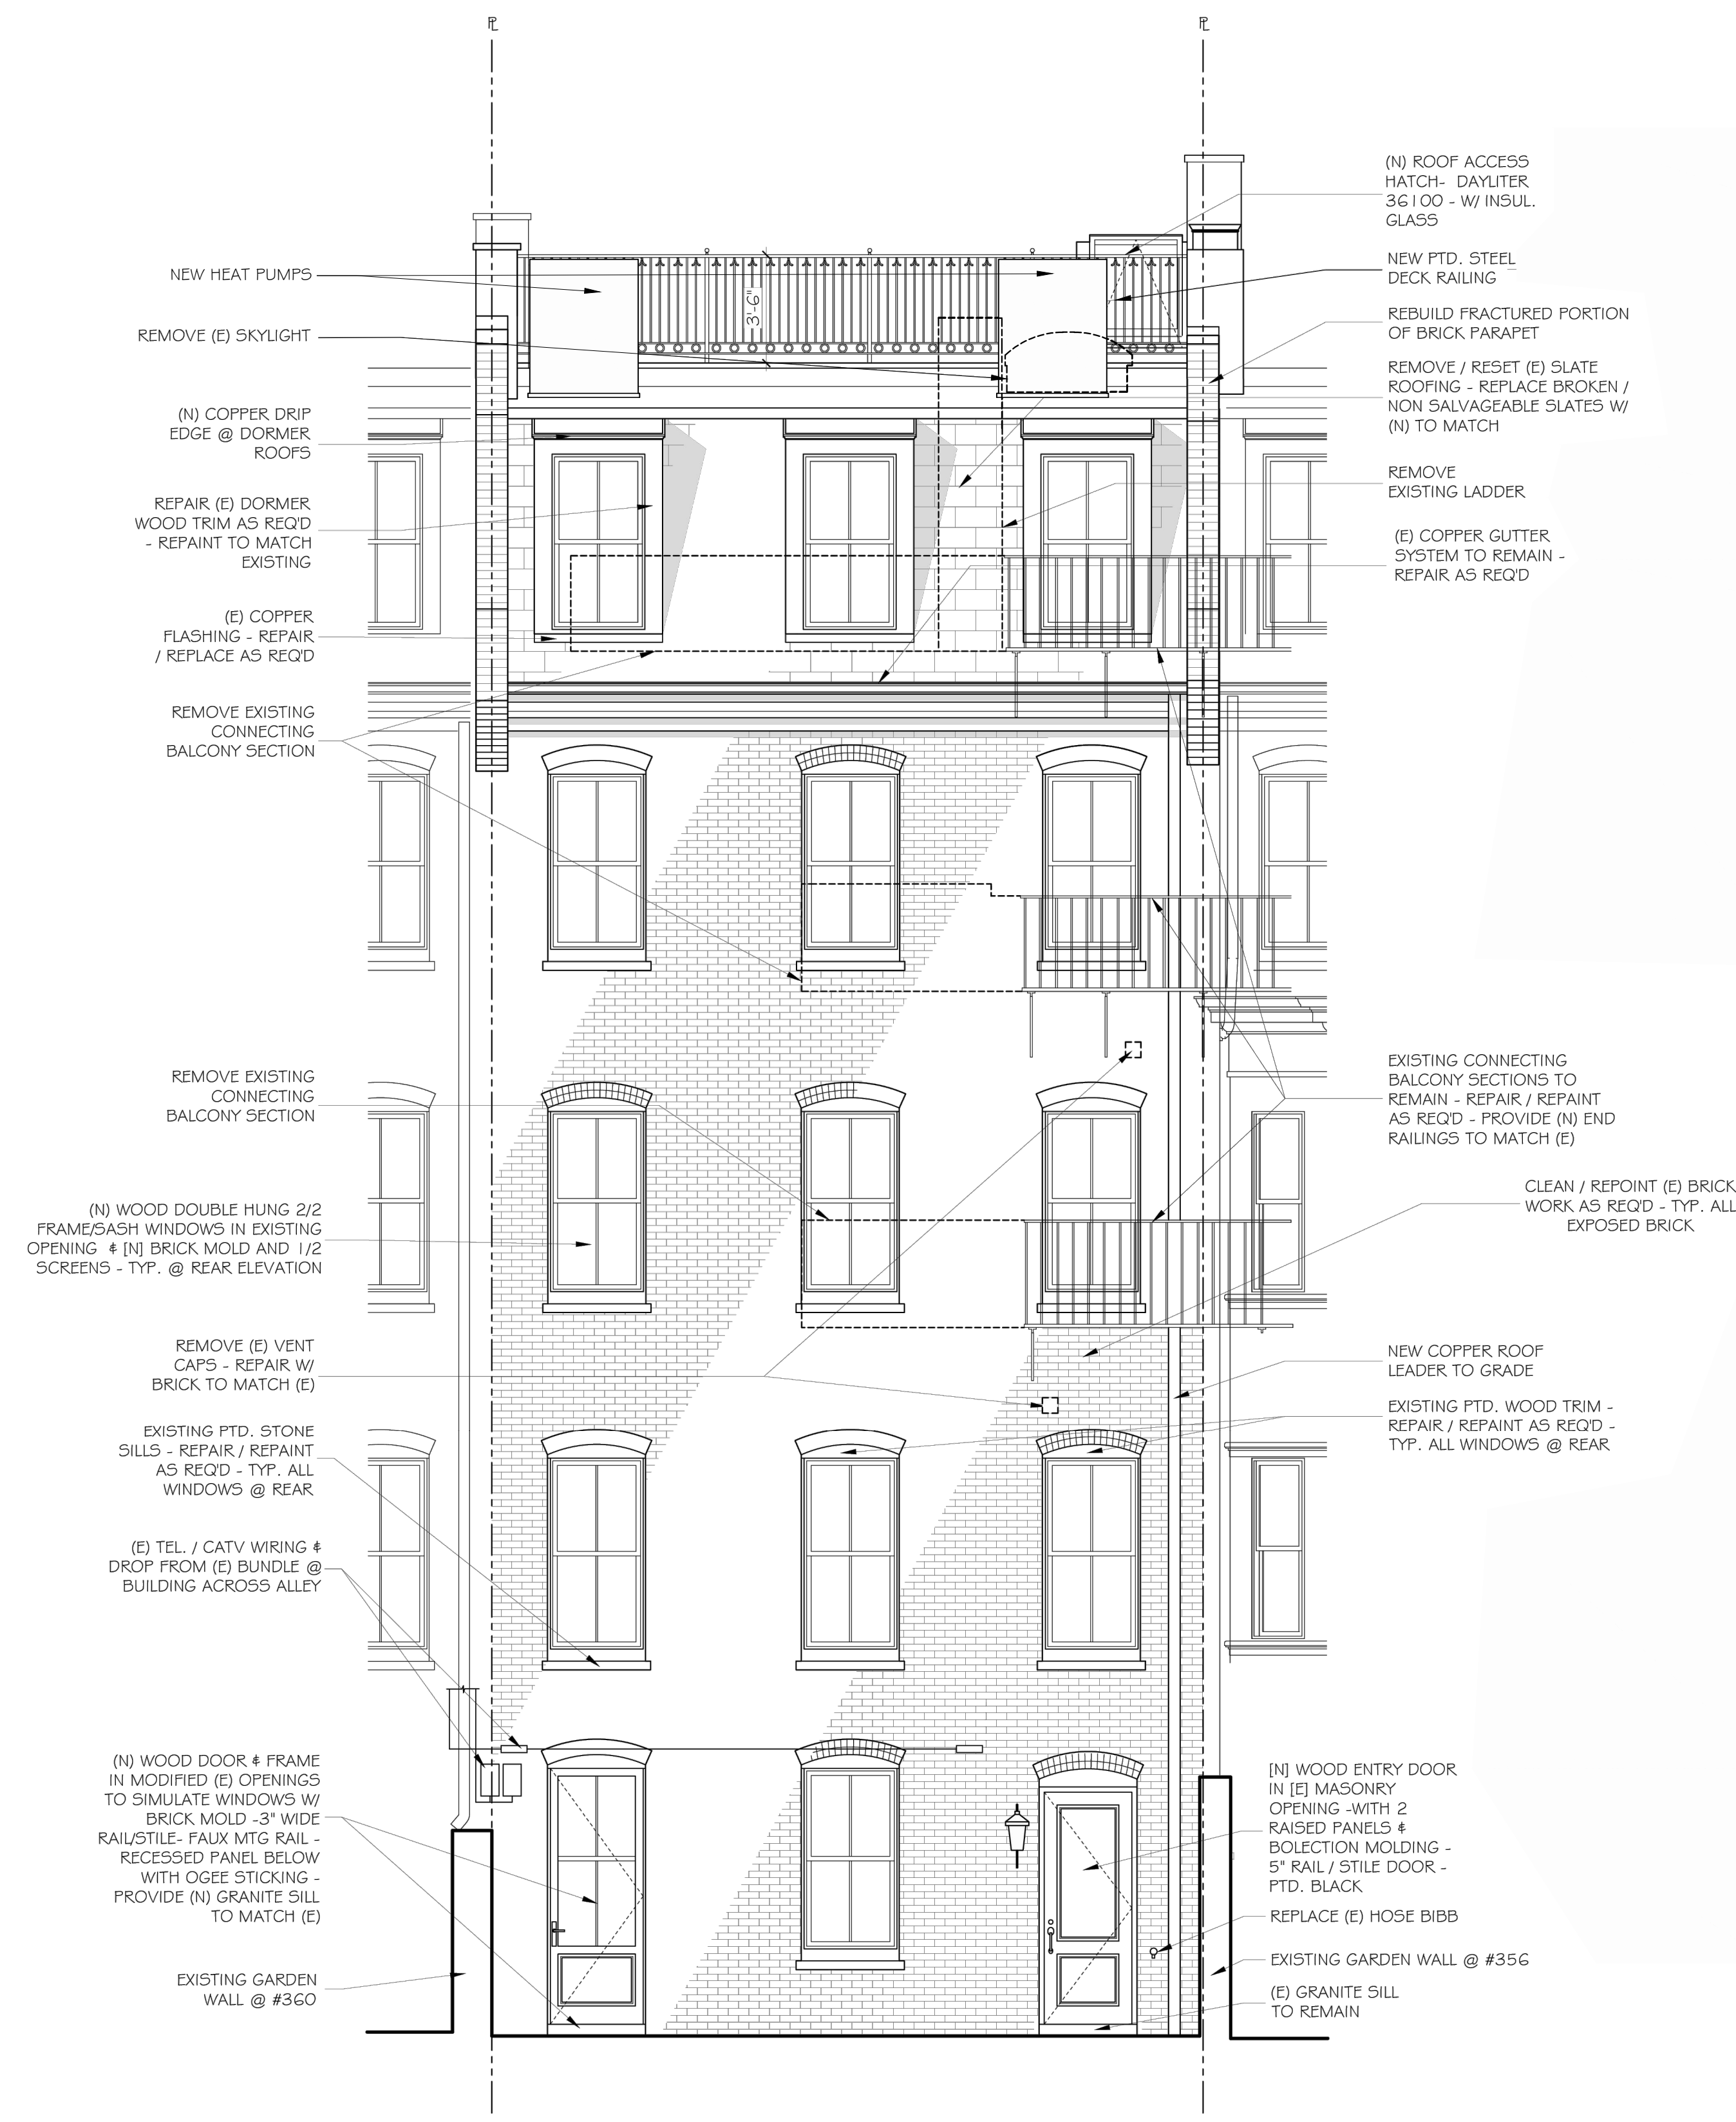 PL
PL
NEW HEAT PUMPS
REMOVE (E) SKYLIGHT
(N) COPPER DRIP
EDGE @ DORMER
ROOFS
REPAIR (E) DORMER
WOOD TRIM AS REQ'D
- REPAINT TO MATCH
EXISTING
(E) COPPER
FLASHING - REPAIR
/ REPLACE AS REQ'D
REMOVE EXISTING
CONNECTING
BALCONY SECTION
REMOVE EXISTING
CONNECTING
BALCONY SECTION
(N) WOOD DOUBLE HUNG 2/2
FRAME/SASH WINDOWS IN EXISTING
OPENING & [N] BRICK MOLD AND 1/2
SCREENS - TYP. @ REAR ELEVATION
REMOVE (E) VENT
CAPS - REPAIR W/
BRICK TO MATCH (E)
EXISTING PTD. STONE
SILLS - REPAIR / REPAINT
AS REQ'D - TYP. ALL
WINDOWS @ REAR
(E) TEL. / CATV WIRING &
DROP FROM (E) BUNDLE @
BUILDING ACROSS ALLEY
(N) WOOD DOOR & FRAME
IN MODIFIED (E) OPENINGS
TO SIMULATE WINDOWS W/
BRICK MOLD -3" WIDE
RAIL/STILE- FAUX MTG RAIL -
RECESSED PANEL BELOW
WITH OGEE STICKING -
PROVIDE (N) GRANITE SILL
TO MATCH (E)
EXISTING GARDEN
WALL @ #360
3'-6"
(N) ROOF ACCESS
HATCH- DAYLITER
36100 - W/ INSUL.
GLASS
NEW PTD. STEEL
DECK RAILING
REBUILD FRACTURED PORTION
OF BRICK PARAPET
REMOVE / RESET (E) SLATE
ROOFING - REPLACE BROKEN /
NON SALVAGEABLE SLATES W/
(N) TO MATCH
REMOVE
EXISTING LADDER
(E) COPPER GUTTER
SYSTEM TO REMAIN -
REPAIR AS REQ'D
EXISTING CONNECTING
BALCONY SECTIONS TO
REMAIN - REPAIR / REPAINT
AS REQ'D - PROVIDE (N) END
RAILINGS TO MATCH (E)
CLEAN / REPOINT (E) BRICK
WORK AS REQ'D - TYP. ALL
EXPOSED BRICK
NEW COPPER ROOF
LEADER TO GRADE
EXISTING PTD. WOOD TRIM -
REPAIR / REPAINT AS REQ'D -
TYP. ALL WINDOWS @ REAR
[N] WOOD ENTRY DOOR
IN [E] MASONRY
OPENING -WITH 2
RAISED PANELS &
BOLECTION MOLDING -
5" RAIL / STILE DOOR -
PTD. BLACK
REPLACE (E) HOSE BIBB
EXISTING GARDEN WALL @ #356
(E) GRANITE SILL
TO REMAIN